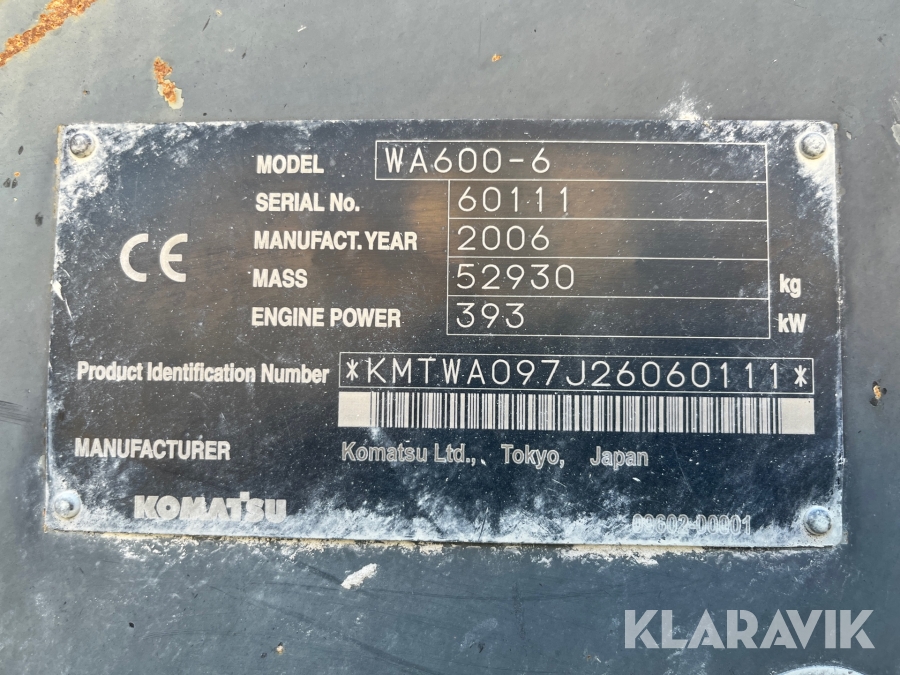 MODEL WA600-6
SERIAL No. 60111
MANUFACT. YEAR 2006
CE
MASS 52930 kg
ENGINE POWER 393 kW
Product Identification Number *KMTWA097J26060111*
MANUFACTURER Komatsu Ltd., Tokyo, Japan
KOMATSU
KLARAVIK